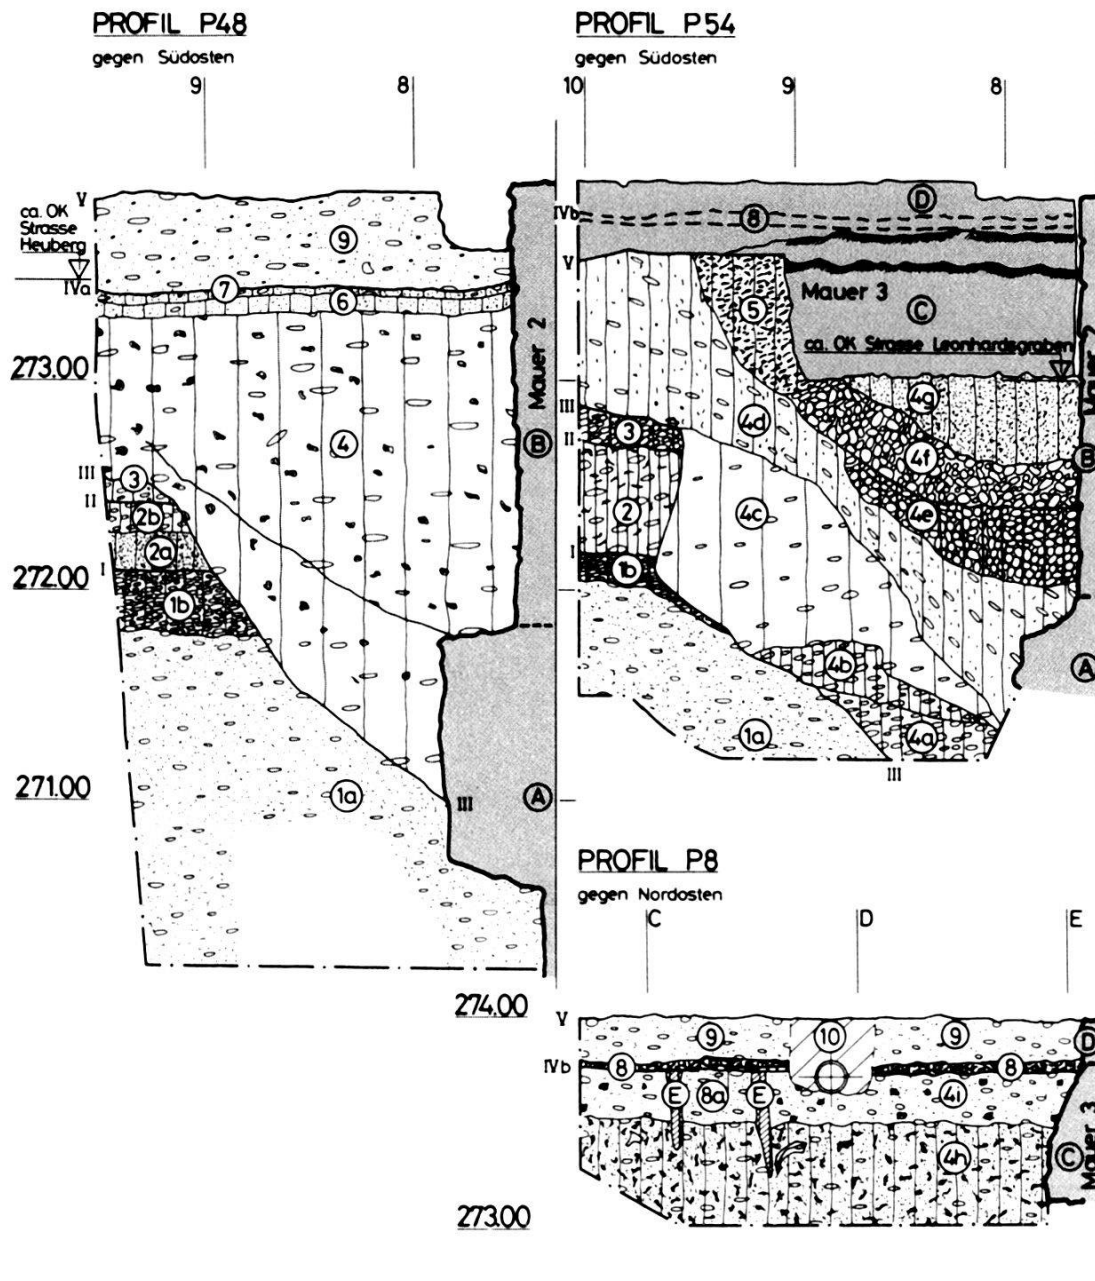 PROFIL P48
gegen Südosten
9
8
V
ca. OK
Strasse
Heuberg
IVa
9
7
6
273.00
4
Mauer 2
B
III
3
II
2b
2a
I
272.00
1b
271.00
1a
III
A
PROFIL P54
gegen Südosten
10
9
8
D
IVb
8
V
Mauer 3
5
C
ca. OK Strasse Leonhardsgraben
4g
III
3
4d
II
4f
Mauer 2
B
2
4c
4e
I
1b
4b
A
1a
4a
III
PROFIL P8
gegen Nordosten
C
D
E
274.00
V
9
10
9
D
IVb
8
8
E
8a
E
4i
4h
C
Mauer 3
273.00